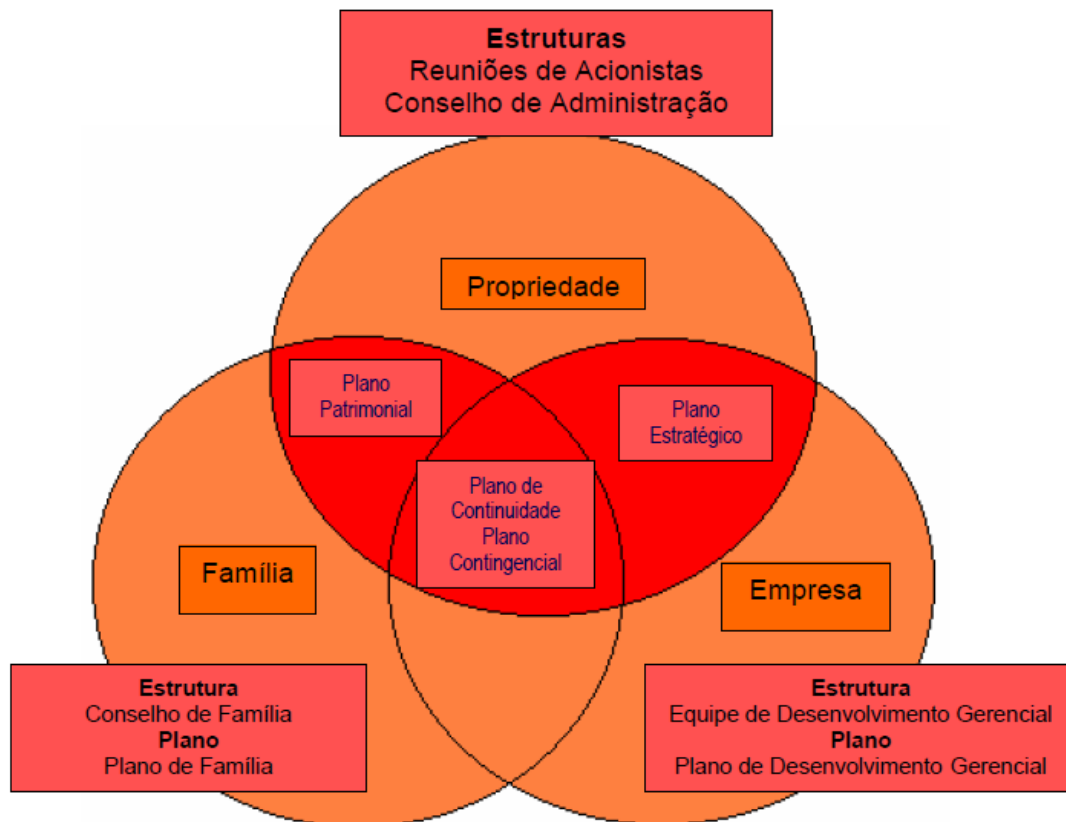 Estruturas
Reuniões de Acionistas
Conselho de Administração
Propriedade
Plano
Patrimonial
Plano
Estratégico
Plano de
Continuidade
Plano
Contingencial
Família
Empresa
Estrutura
Conselho de Família
Plano
Plano de Família
Estrutura
Equipe de Desenvolvimento Gerencial
Plano
Plano de Desenvolvimento Gerencial